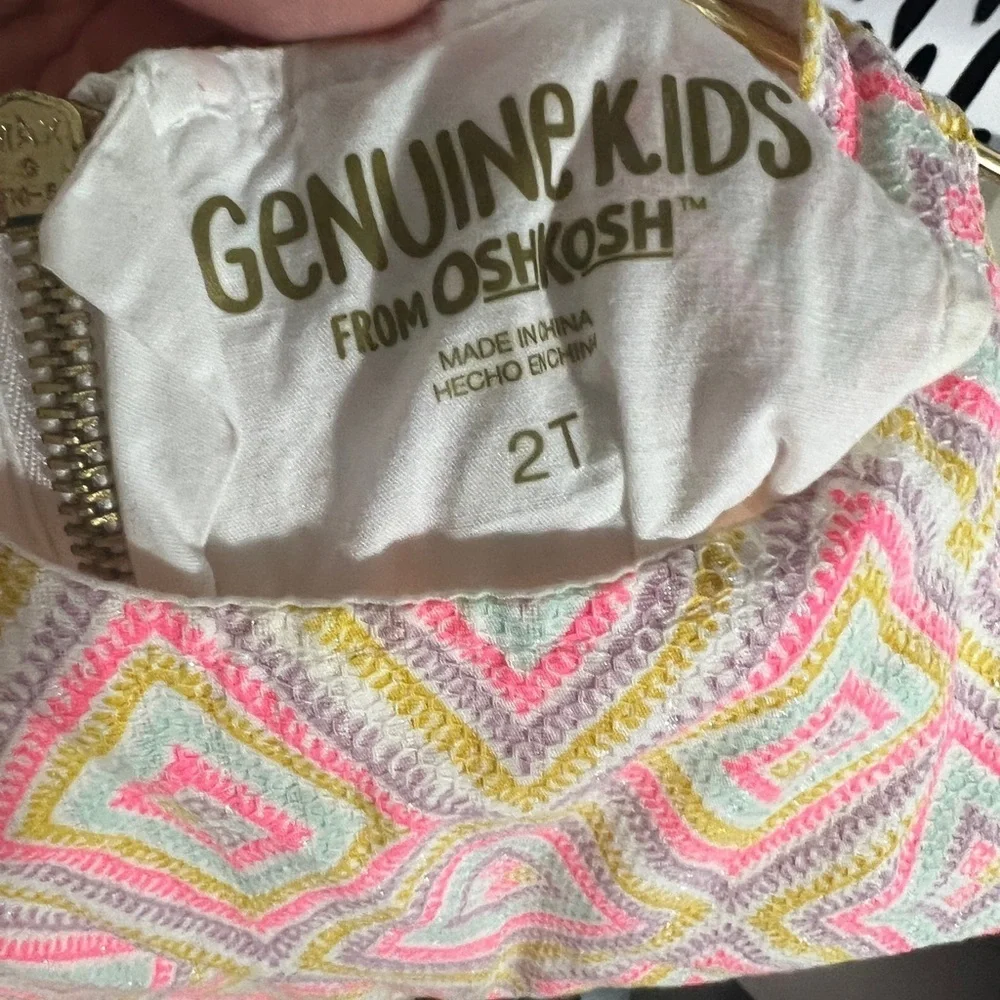 GeNUINe KIDS
FROM OSHKOSH™
MADE IN CHINA
HECHO EN CHINA
2T